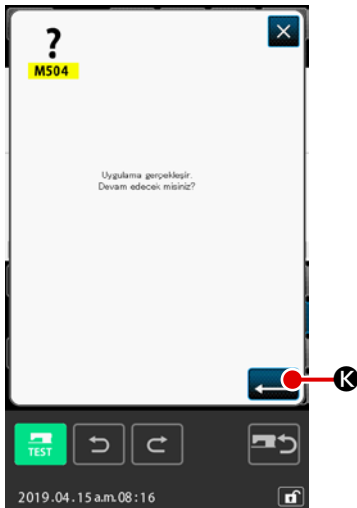 ?
M504
Uygulama gerçekleşir.
Devam edecek misiniz?
K
TEST
2019.04.15 a.m. 08:16